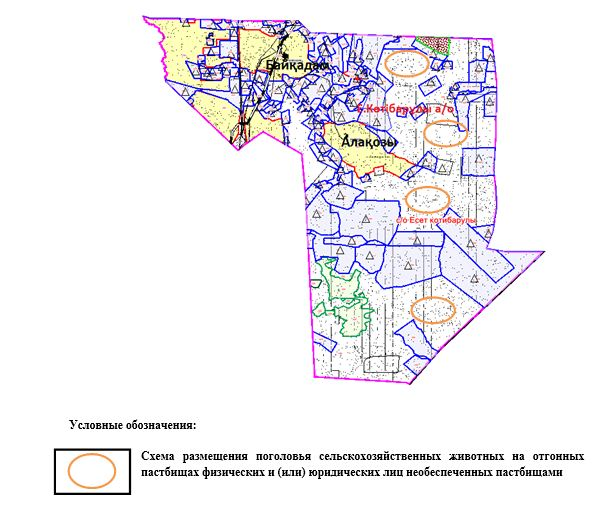 Байқадам
Е.Көтібарұлы а/о
Алақозы
с/о Есет котибарулы
Условные обозначения:
Схема размещения поголовья сельскохозяйственных животных на отгонных
пастбищах физических и (или) юридических лиц необеспеченных пастбищами